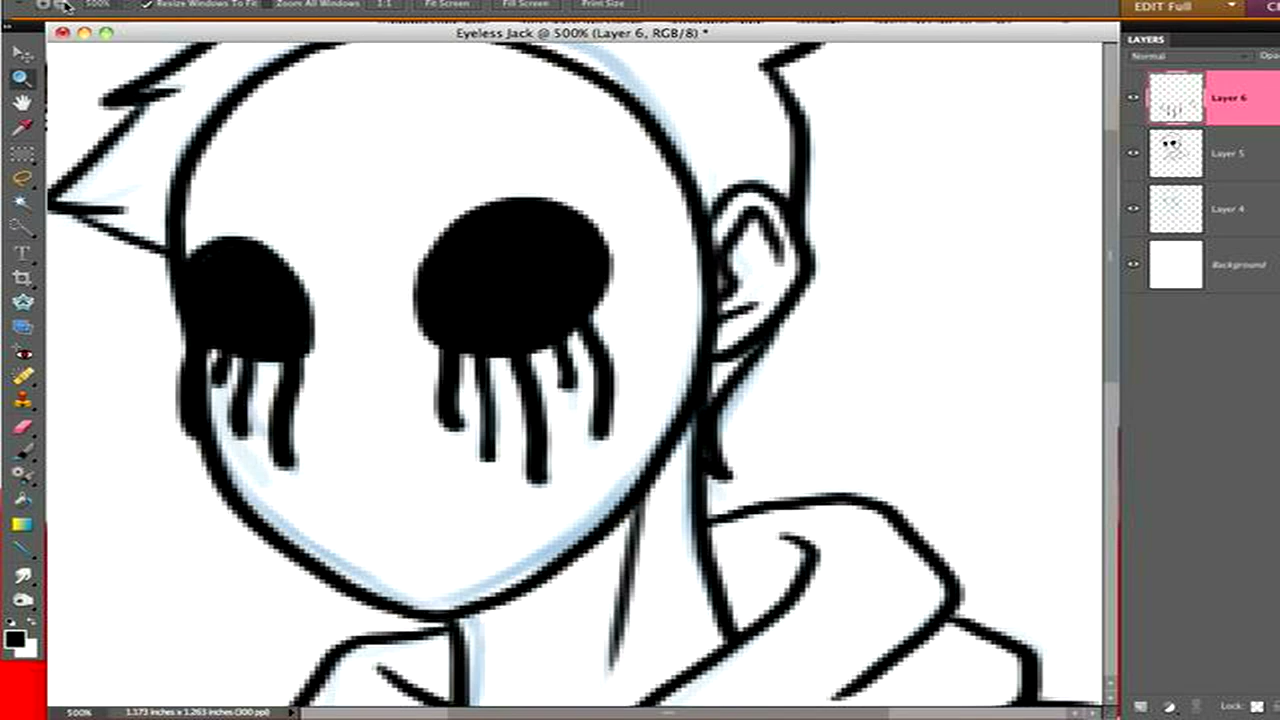 500% Resize Windows To Fit Zoom All Windows 1:1 Fit Screen Fill Screen Print Size
EDIT Full
Eyeless Jack @ 500% (Layer 6, RGB/8) *
LAYERS
Normal Opa
Layer 6
Layer 5
Layer 4
Background
500% 1.173 inches x 1.263 inches (300 ppi)
Lock: